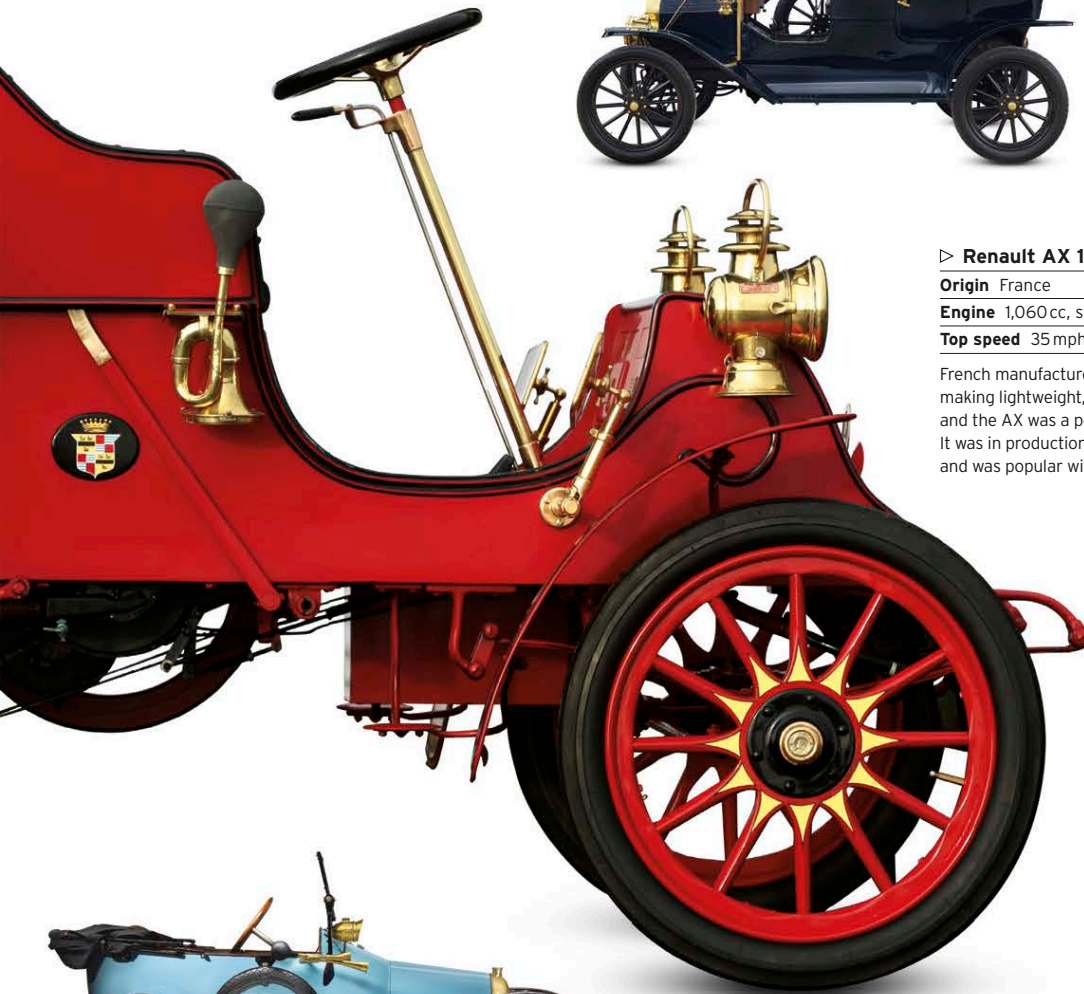 ▷ Renault AX 1
Origin France
Engine 1,060 cc, s
Top speed 35 mph
French manufacture
making lightweight,
and the AX was a p
It was in production
and was popular wi